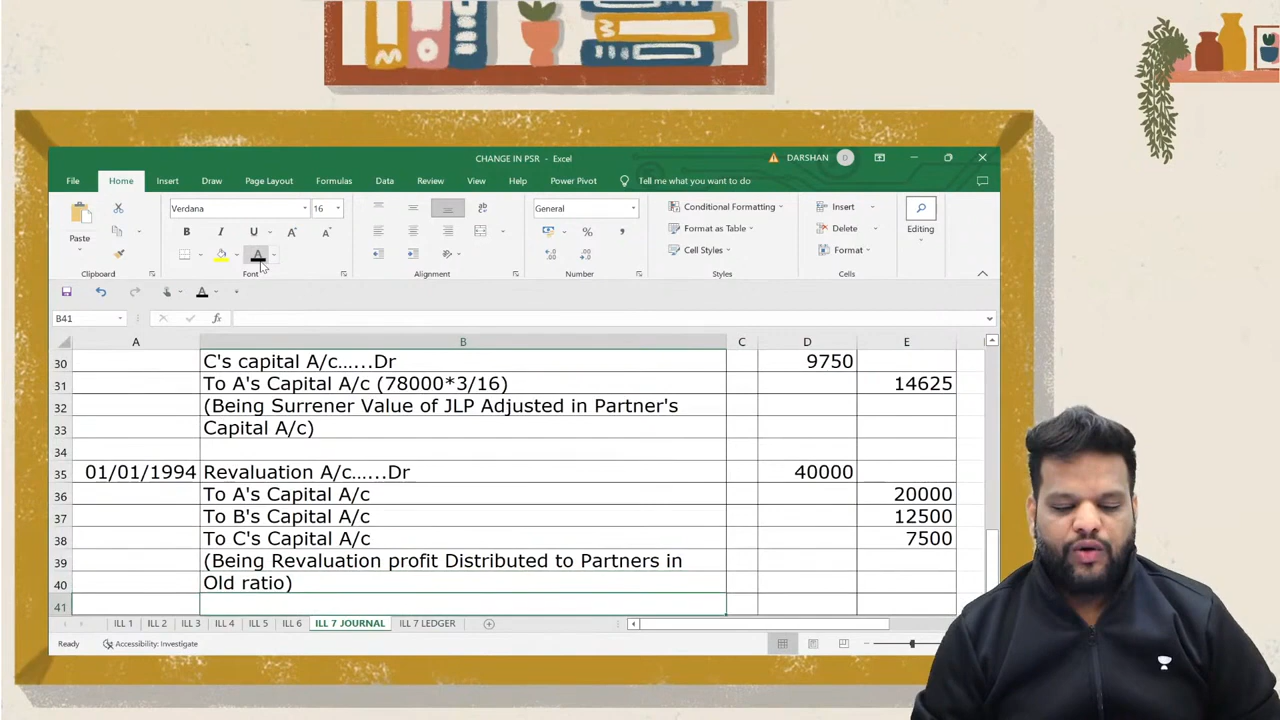 CHANGE IN PSR - Excel
DARSHAN
D
File Home Insert Draw Page Layout Formulas Data Review View Help Power Pivot Tell me what you want to do
Verdana 16 General
Paste
B I U A A A
% ,
Conditional Formatting
Format as Table
Cell Styles
Insert
Delete
Format
Editing
Clipboard Font Alignment Number Styles Cells
B41 fx
A B C D E
30 C's capital A/c…...Dr 9750
31 To A's Capital A/c (78000*3/16) 14625
32 (Being Surrener Value of JLP Adjusted in Partner's
33 Capital A/c)
34
35 01/01/1994 Revaluation A/c…...Dr 40000
36 To A's Capital A/c 20000
37 To B's Capital A/c 12500
38 To C's Capital A/c 7500
39 (Being Revaluation profit Distributed to Partners in
40 Old ratio)
41
ILL 1 ILL 2 ILL 3 ILL 4 ILL 5 ILL 6 ILL 7 JOURNAL ILL 7 LEDGER
Ready Accessibility: Investigate